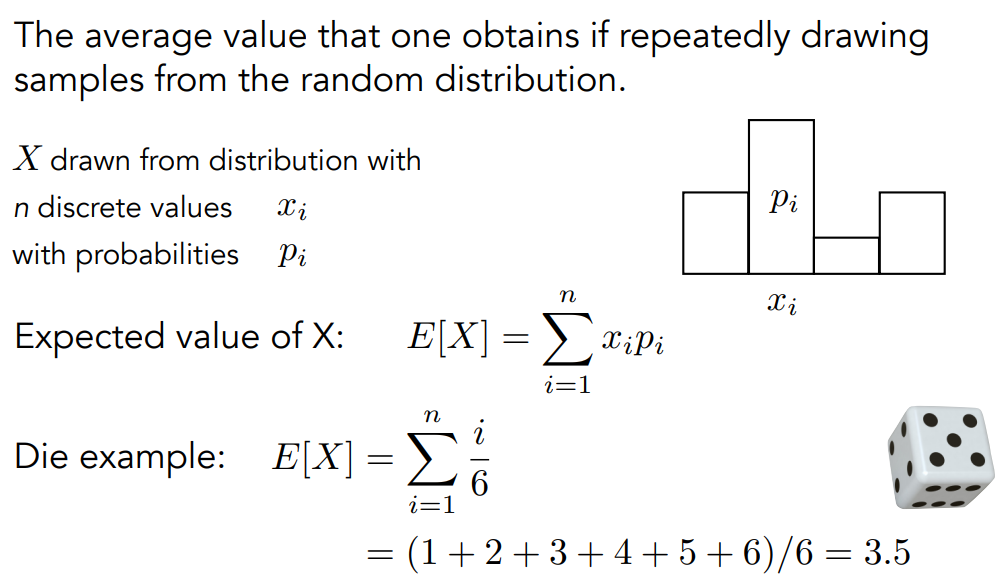 The average value that one obtains if repeatedly drawing
samples from the random distribution.
X drawn from distribution with
n discrete values x_i
with probabilities p_i
p_i
x_i
Expected value of X: E[X] = \sum_{i=1}^{n} x_i p_i
Die example: E[X] = \sum_{i=1}^{n} \frac{i}{6}
= (1 + 2 + 3 + 4 + 5 + 6)/6 = 3.5